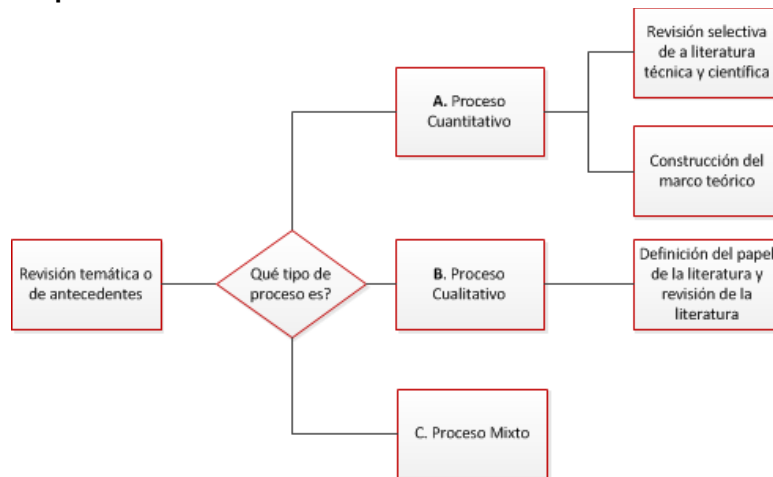 Revisión selectiva
de a literatura
técnica y científica
A. Proceso
Cuantitativo
Construcción del
marco teórico
Revisión temática o
de antecedentes
Qué tipo de
proceso es?
B. Proceso
Cualitativo
Definición del papel
de la literatura y
revisión de la
literatura
C. Proceso Mixto